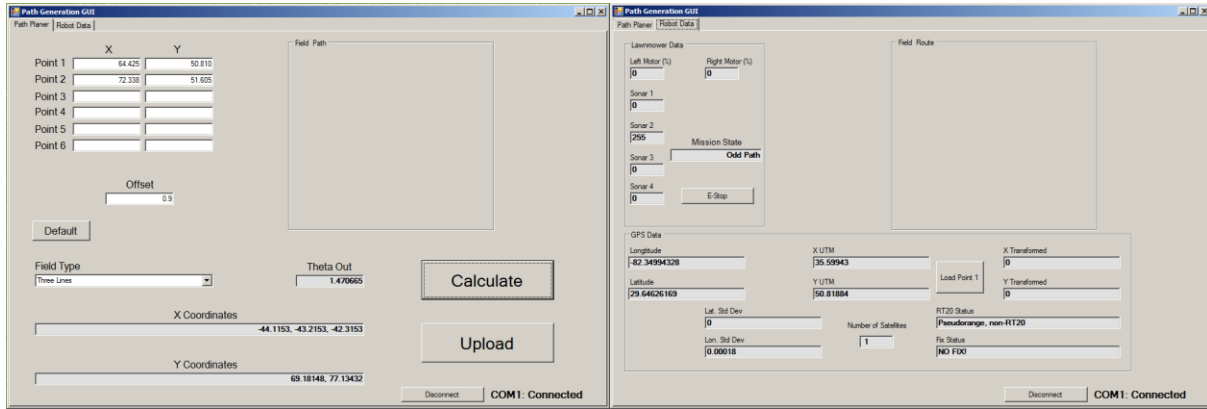 Path Generation GUI
Path Planer Robot Data
X Y
Point 1 64.425 50.810
Point 2 72.338 51.605
Point 3
Point 4
Point 5
Point 6
Offset
0.9
Default
Field Type
Three Lines
Theta Out
1.470665
X Coordinates
-44.1153, -43.2153, -42.3153
Y Coordinates
69.18148, 77.13432
Field Path
Calculate
Upload
Disconnect COM1: Connected
Path Generation GUI
Path Planer Robot Data
Lawnmower Data
Left Motor (%) Right Motor (%)
0 0
Sonar 1
0
Sonar 2
255
Mission State
Odd Path
Sonar 3
0
Sonar 4
0
E-Stop
Field Route
GPS Data
Longtitude X UTM X Transformed
-82.34994328 35.59943 0
Load Point 1
Latitude Y UTM Y Transformed
29.64626169 50.81884 0
Lat. Std Dev RT20 Status
0 Pseudorange, non-RT20
Number of Satellites
1
Lon. Std Dev Fix Status
0.00018 NO FIX!
Disconnect COM1: Connected